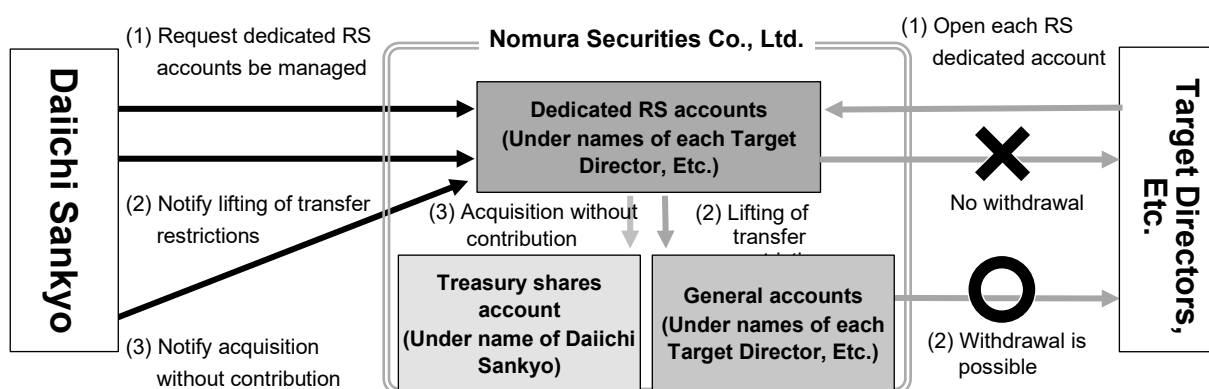 Daiichi Sankyo
(1) Request dedicated RS
accounts be managed
(2) Notify lifting of transfer
restrictions
(3) Notify acquisition
without contribution
Nomura Securities Co., Ltd.
Dedicated RS accounts
(Under names of each Target
Director, Etc.)
(3) Acquisition without
contribution
(2) Lifting of
transfer
Treasury shares
account
(Under name of Daiichi
Sankyo)
General accounts
(Under names of each
Target Director, Etc.)
(1) Open each RS
dedicated account
No withdrawal
(2) Withdrawal is
possible
Target Directors,
Etc.